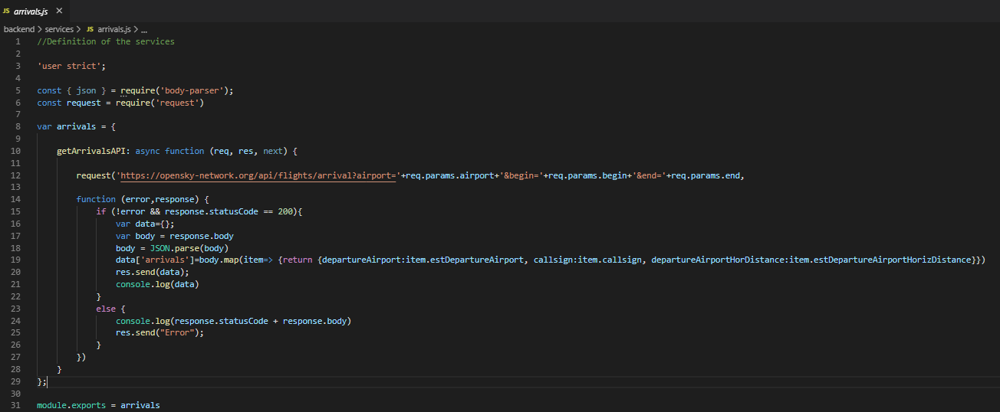 JS arrivals.js ×
backend > services > JS arrivals.js > ...
1 //Definition of the services
2
3 'user strict';
4
5 const { json } = require('body-parser');
6 const request = require('request')
7
8 var arrivals = {
9
10 getArrivalsAPI: async function (req, res, next) {
11
12 request('https://opensky-network.org/api/flights/arrival?airport='+req.params.airport+'&begin='+req.params.begin+'&end='+req.params.end,
13
14 function (error,response) {
15 if (!error && response.statusCode == 200){
16 var data={};
17 var body = response.body
18 body = JSON.parse(body)
19 data['arrivals']=body.map(item=> {return {departureAirport:item.estDepartureAirport, callsign:item.callsign, departureAirportHorDistance:item.estDepartureAirportHorizDistance}})
20 res.send(data);
21 console.log(data)
22 }
23 else {
24 console.log(response.statusCode + response.body)
25 res.send("Error");
26 }
27 })
28 }
29 };
30
31 module.exports = arrivals